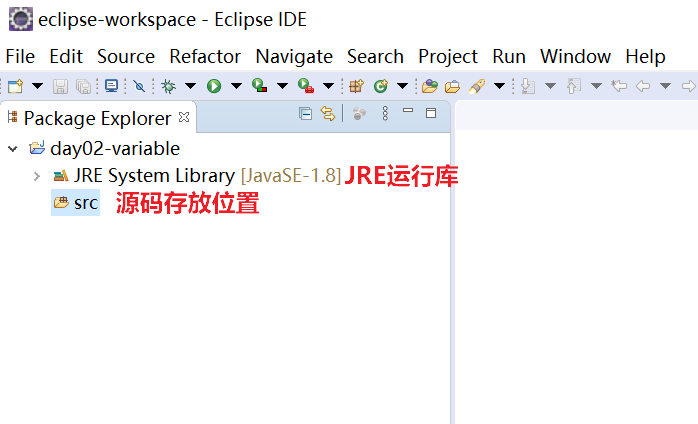 eclipse-workspace - Eclipse IDE
File Edit Source Refactor Navigate Search Project Run Window Help
Package Explorer
day02-variable
JRE System Library [JavaSE-1.8] JRE运行库
src 源码存放位置